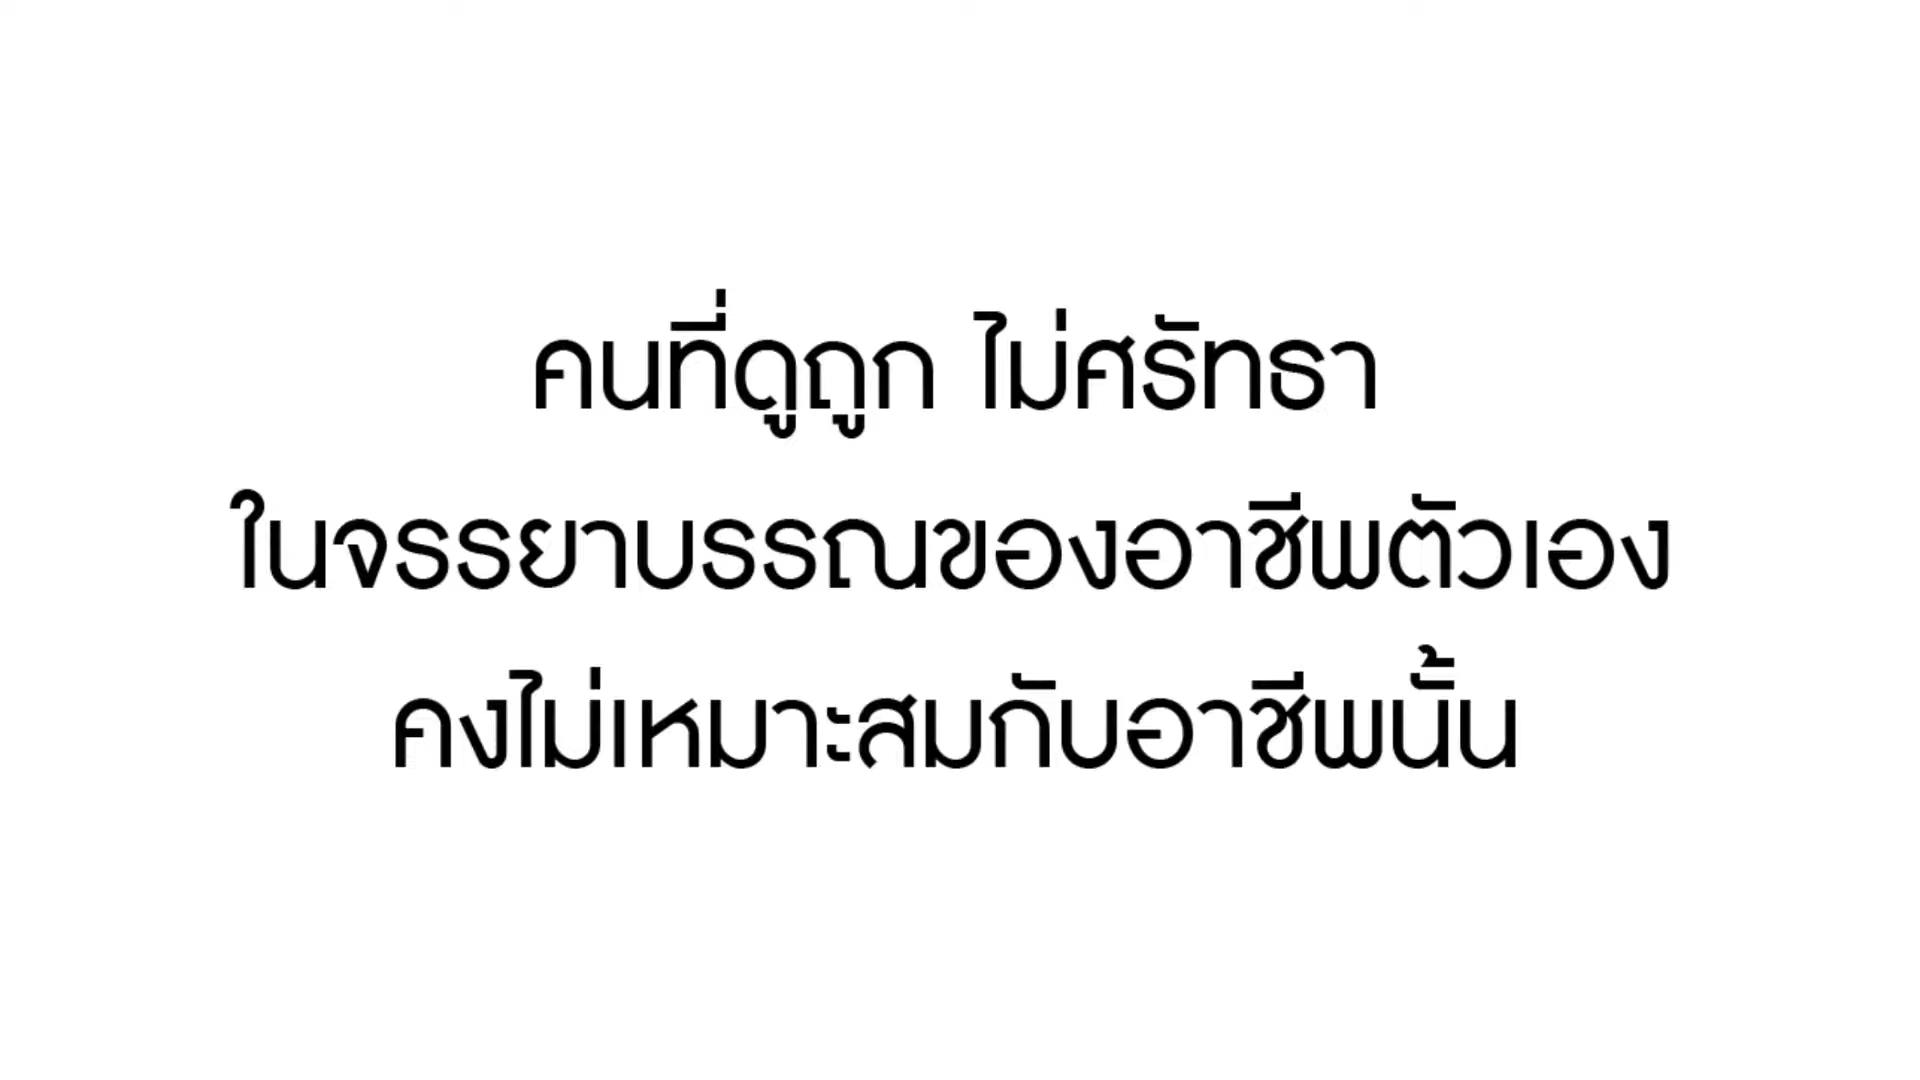 คนที่ดูถูก ไม่ศรัทธา
ในจรรยาบรรณของอาชีพตัวเอง
คงไม่เหมาะสมกับอาชีพนั้น